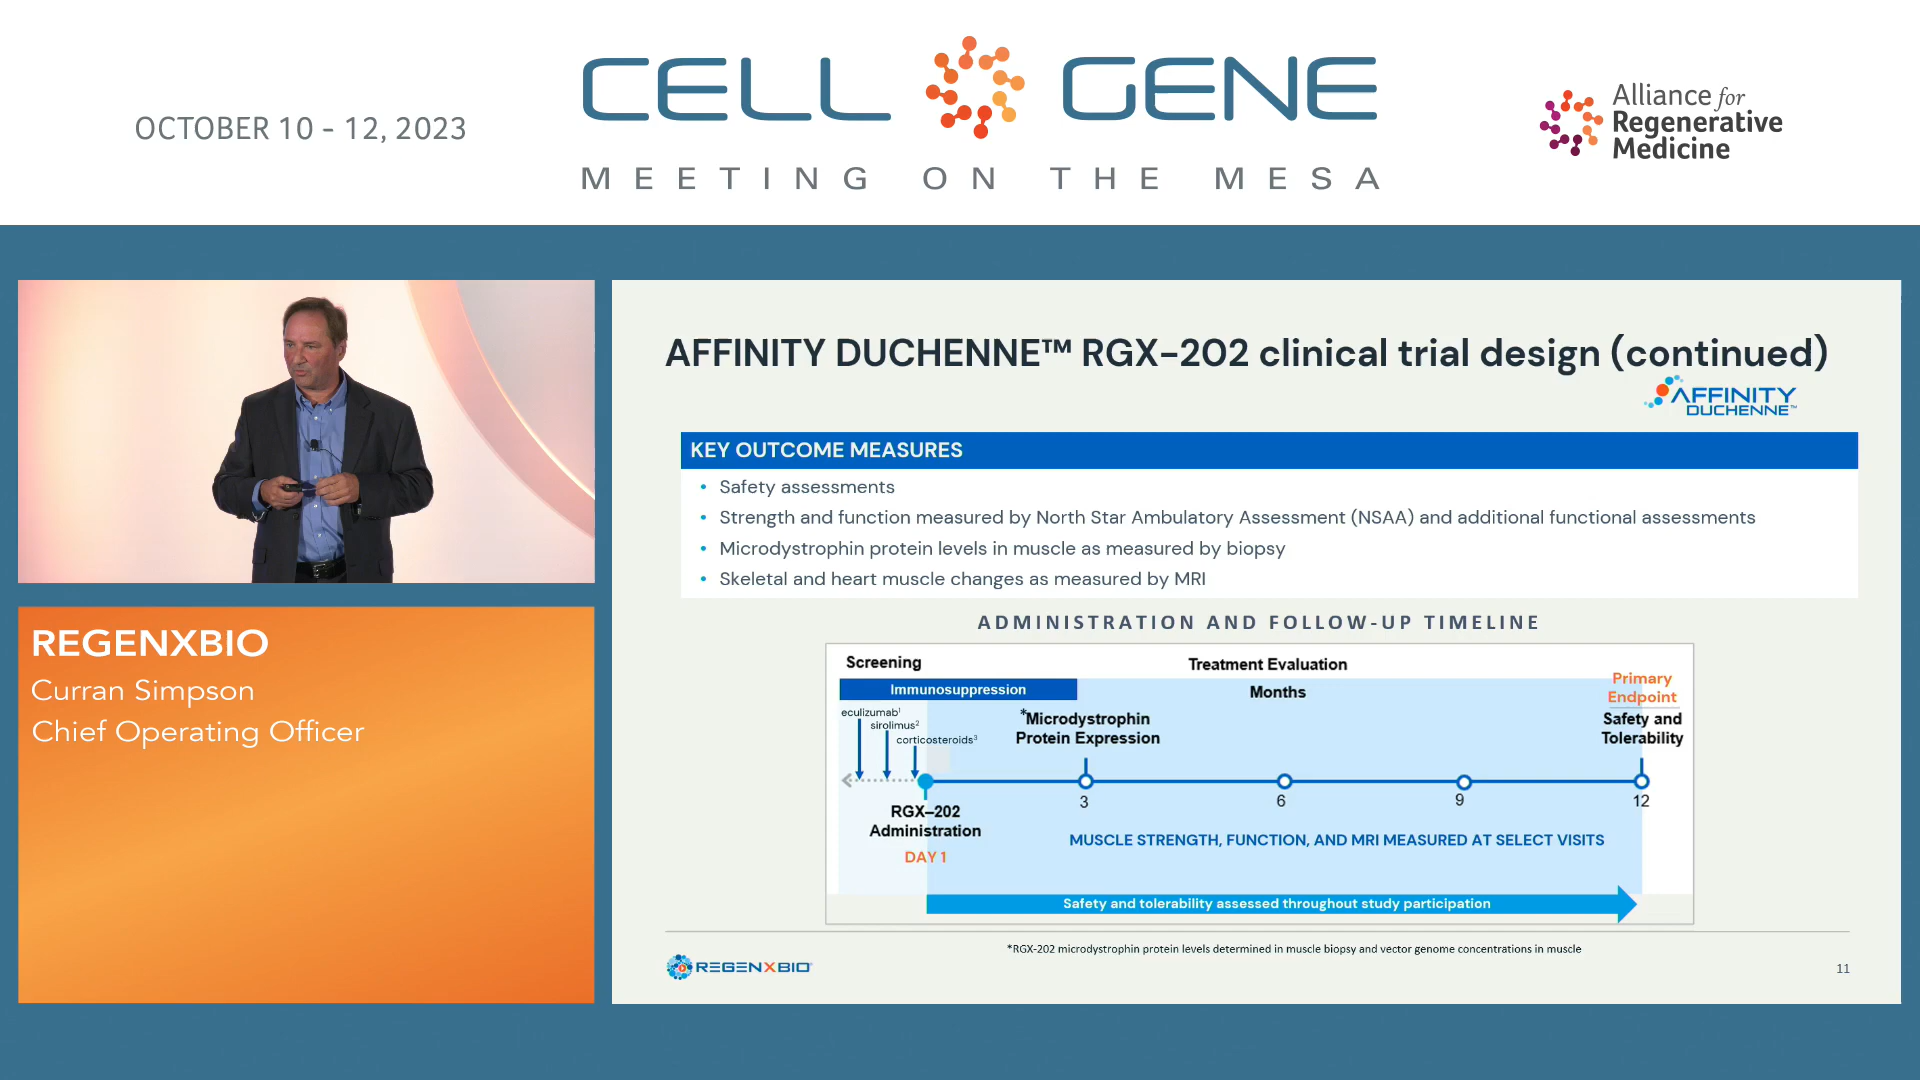 OCTOBER 10 - 12, 2023
CELL GENE
MEETING ON THE MESA
Alliance for
Regenerative
Medicine
REGENXBIO
Curran Simpson
Chief Operating Officer
AFFINITY DUCHENNE™ RGX-202 clinical trial design (continued)
AFFINITY
DUCHENNE™
KEY OUTCOME MEASURES
• Safety assessments
• Strength and function measured by North Star Ambulatory Assessment (NSAA) and additional functional assessments
• Microdystrophin protein levels in muscle as measured by biopsy
• Skeletal and heart muscle changes as measured by MRI
ADMINISTRATION AND FOLLOW-UP TIMELINE
Screening
Treatment Evaluation
Immunosuppression
Months
Primary
Endpoint
eculizumab¹
sirolimus²
corticosteroids³
*Microdystrophin
Protein Expression
Safety and
Tolerability
3
6
9
12
RGX–202
Administration
DAY 1
MUSCLE STRENGTH, FUNCTION, AND MRI MEASURED AT SELECT VISITS
Safety and tolerability assessed throughout study participation
*RGX-202 microdystrophin protein levels determined in muscle biopsy and vector genome concentrations in muscle
REGENXBIO
11